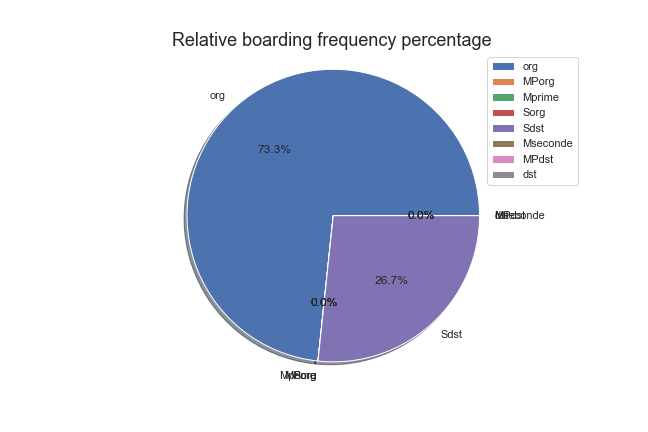 Relative boarding frequency percentage
org
MPorg
Mprime
Sorg
Sdst
Mseconde
MPdst
dst
org
73.3%
0.0%
26.7%
0.0%
Sdst